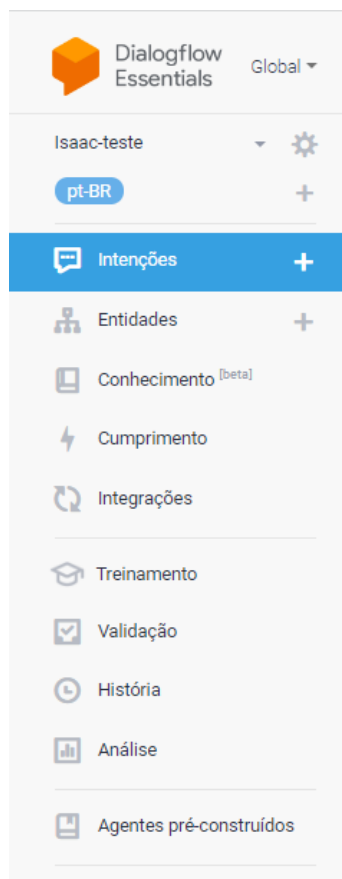 Dialogflow
Essentials
Global
Isaac-teste
pt-BR
Intenções
Entidades
Conhecimento [beta]
Cumprimento
Integrações
Treinamento
Validação
História
Análise
Agentes pré-construídos